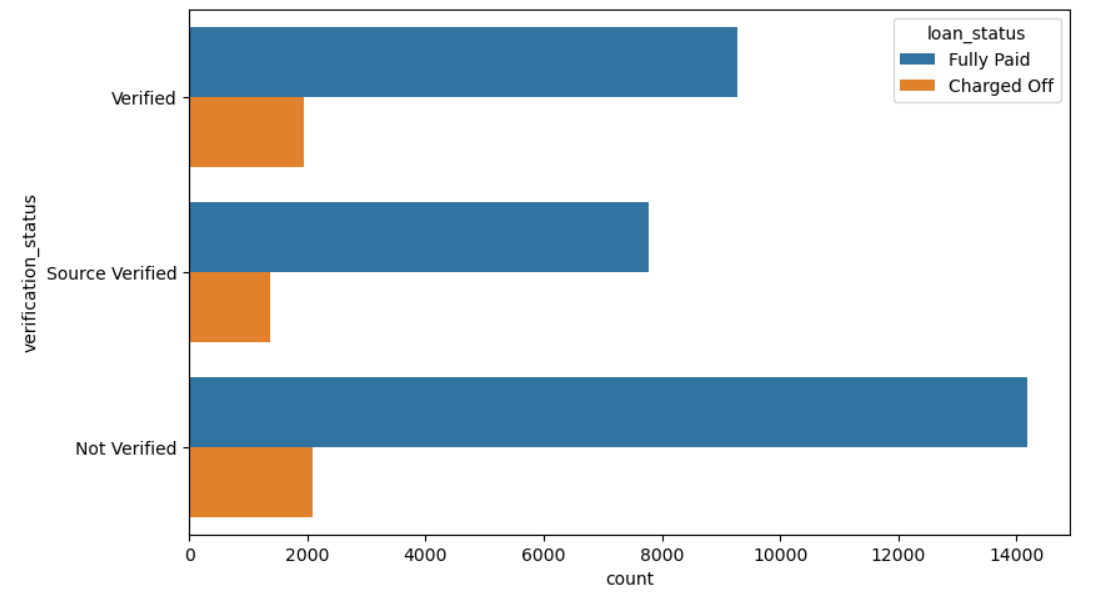 loan_status
Fully Paid
Charged Off
verification_status
Verified
Source Verified
Not Verified
0 2000 4000 6000 8000 10000 12000 14000
count